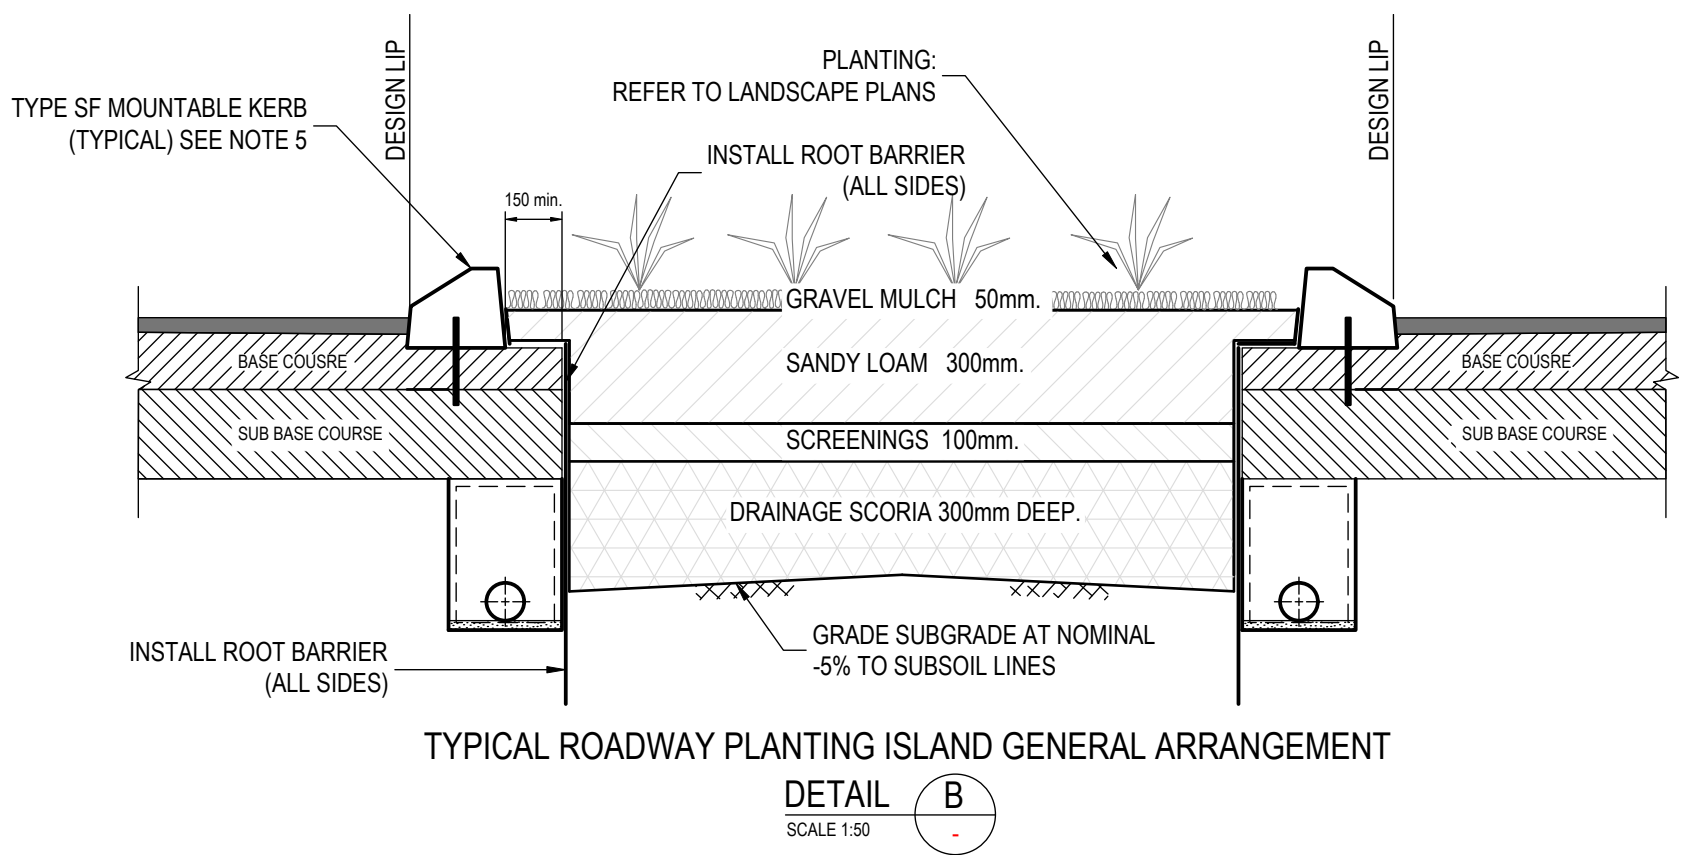 DESIGN LIP
DESIGN LIP
PLANTING:
REFER TO LANDSCAPE PLANS
TYPE SF MOUNTABLE KERB
(TYPICAL) SEE NOTE 5
INSTALL ROOT BARRIER
(ALL SIDES)
150 min.
GRAVEL MULCH 50mm.
BASE COUSRE
SANDY LOAM 300mm.
BASE COUSRE
SUB BASE COURSE
SCREENINGS 100mm.
SUB BASE COURSE
DRAINAGE SCORIA 300mm DEEP.
INSTALL ROOT BARRIER
(ALL SIDES)
GRADE SUBGRADE AT NOMINAL
-5% TO SUBSOIL LINES
TYPICAL ROADWAY PLANTING ISLAND GENERAL ARRANGEMENT
DETAIL B
SCALE 1:50 -